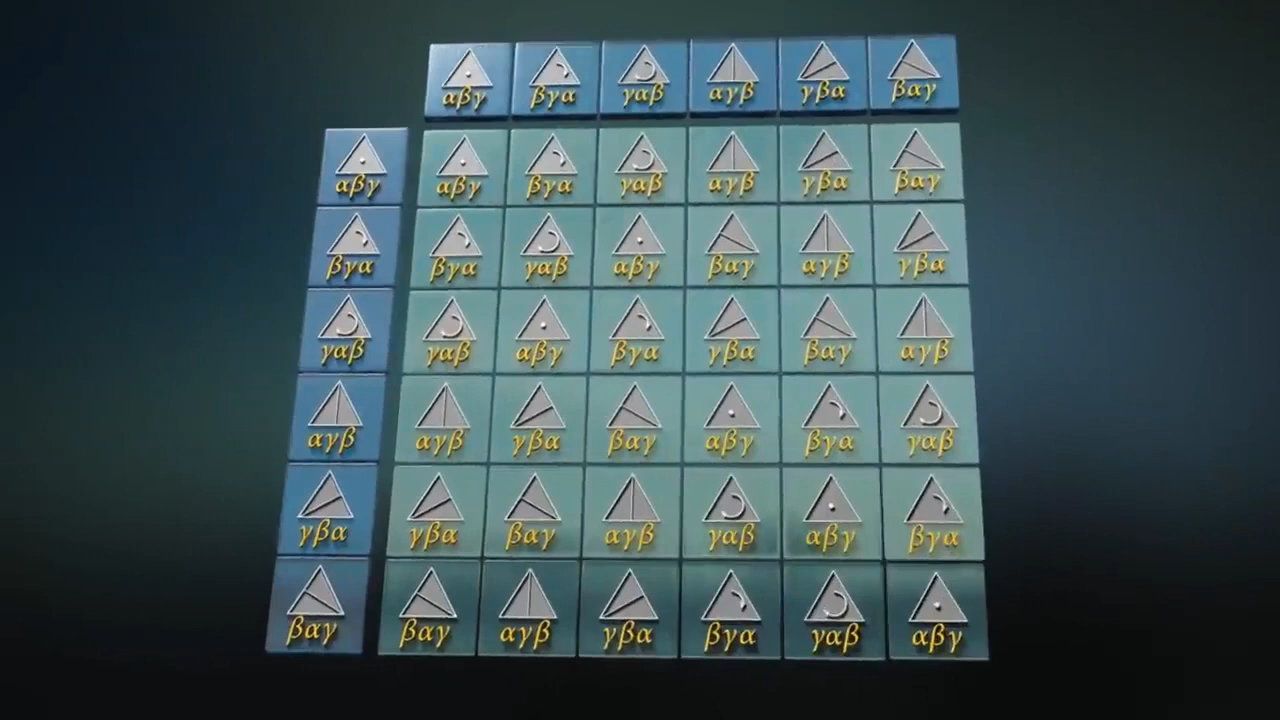 αβγ βγα γαβ αγβ γβα βαγ
αβγ αβγ βγα γαβ αγβ γβα βαγ
βγα βγα γαβ αβγ βαγ αγβ γβα
γαβ γαβ αβγ βγα γβα βαγ αγβ
αγβ αγβ γβα βαγ αβγ βγα γαβ
γβα γβα βαγ αγβ γαβ αβγ βγα
βαγ βαγ αγβ γβα βγα γαβ αβγ